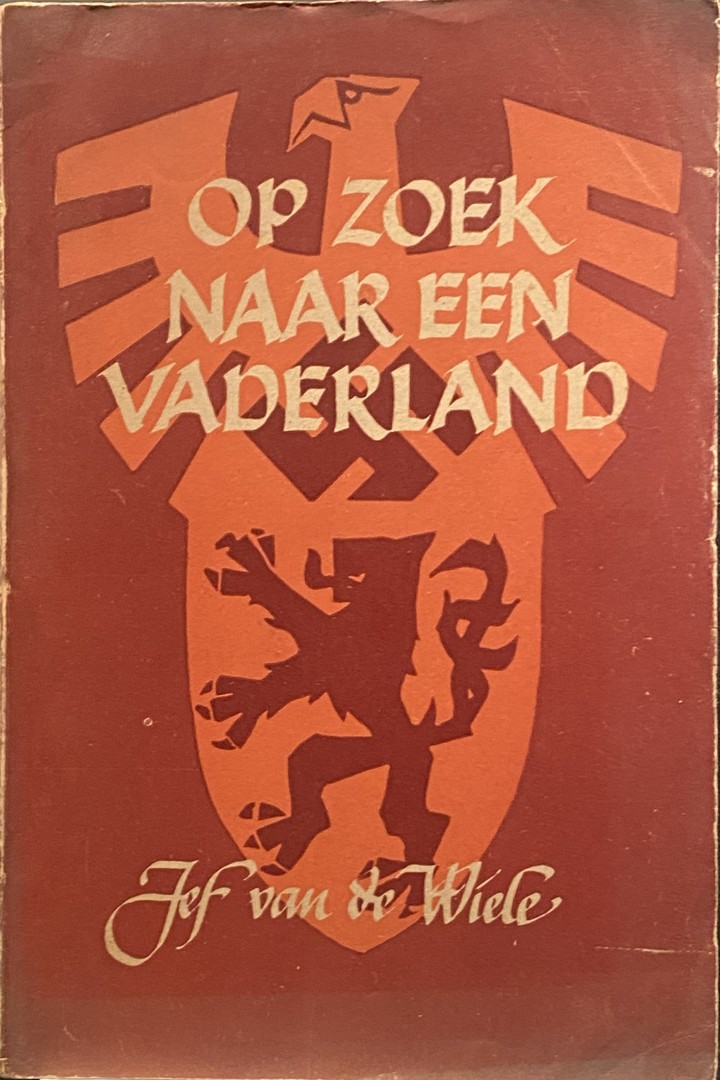 OP ZOEK
NAAR EEN
VADERLAND
Jef van de Wiele